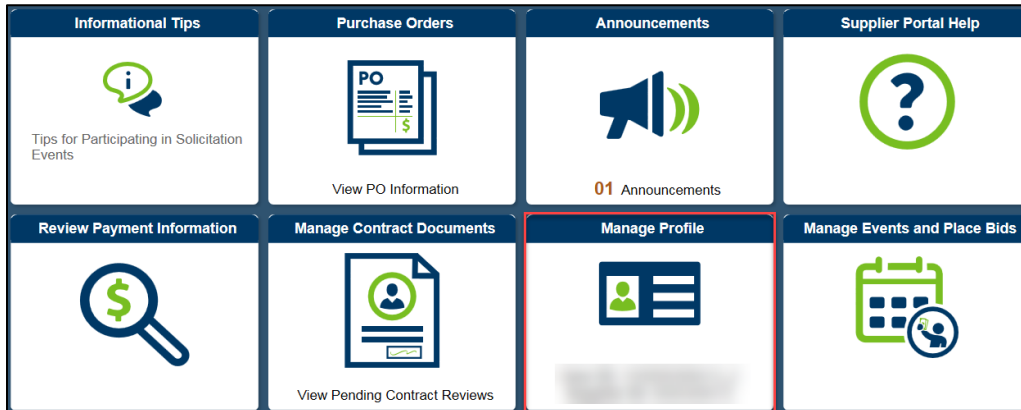 Informational Tips
Purchase Orders
Announcements
Supplier Portal Help
i
PO
$
?
Tips for Participating in Solicitation
Events
View PO Information
01 Announcements
Review Payment Information
Manage Contract Documents
Manage Profile
Manage Events and Place Bids
$
View Pending Contract Reviews